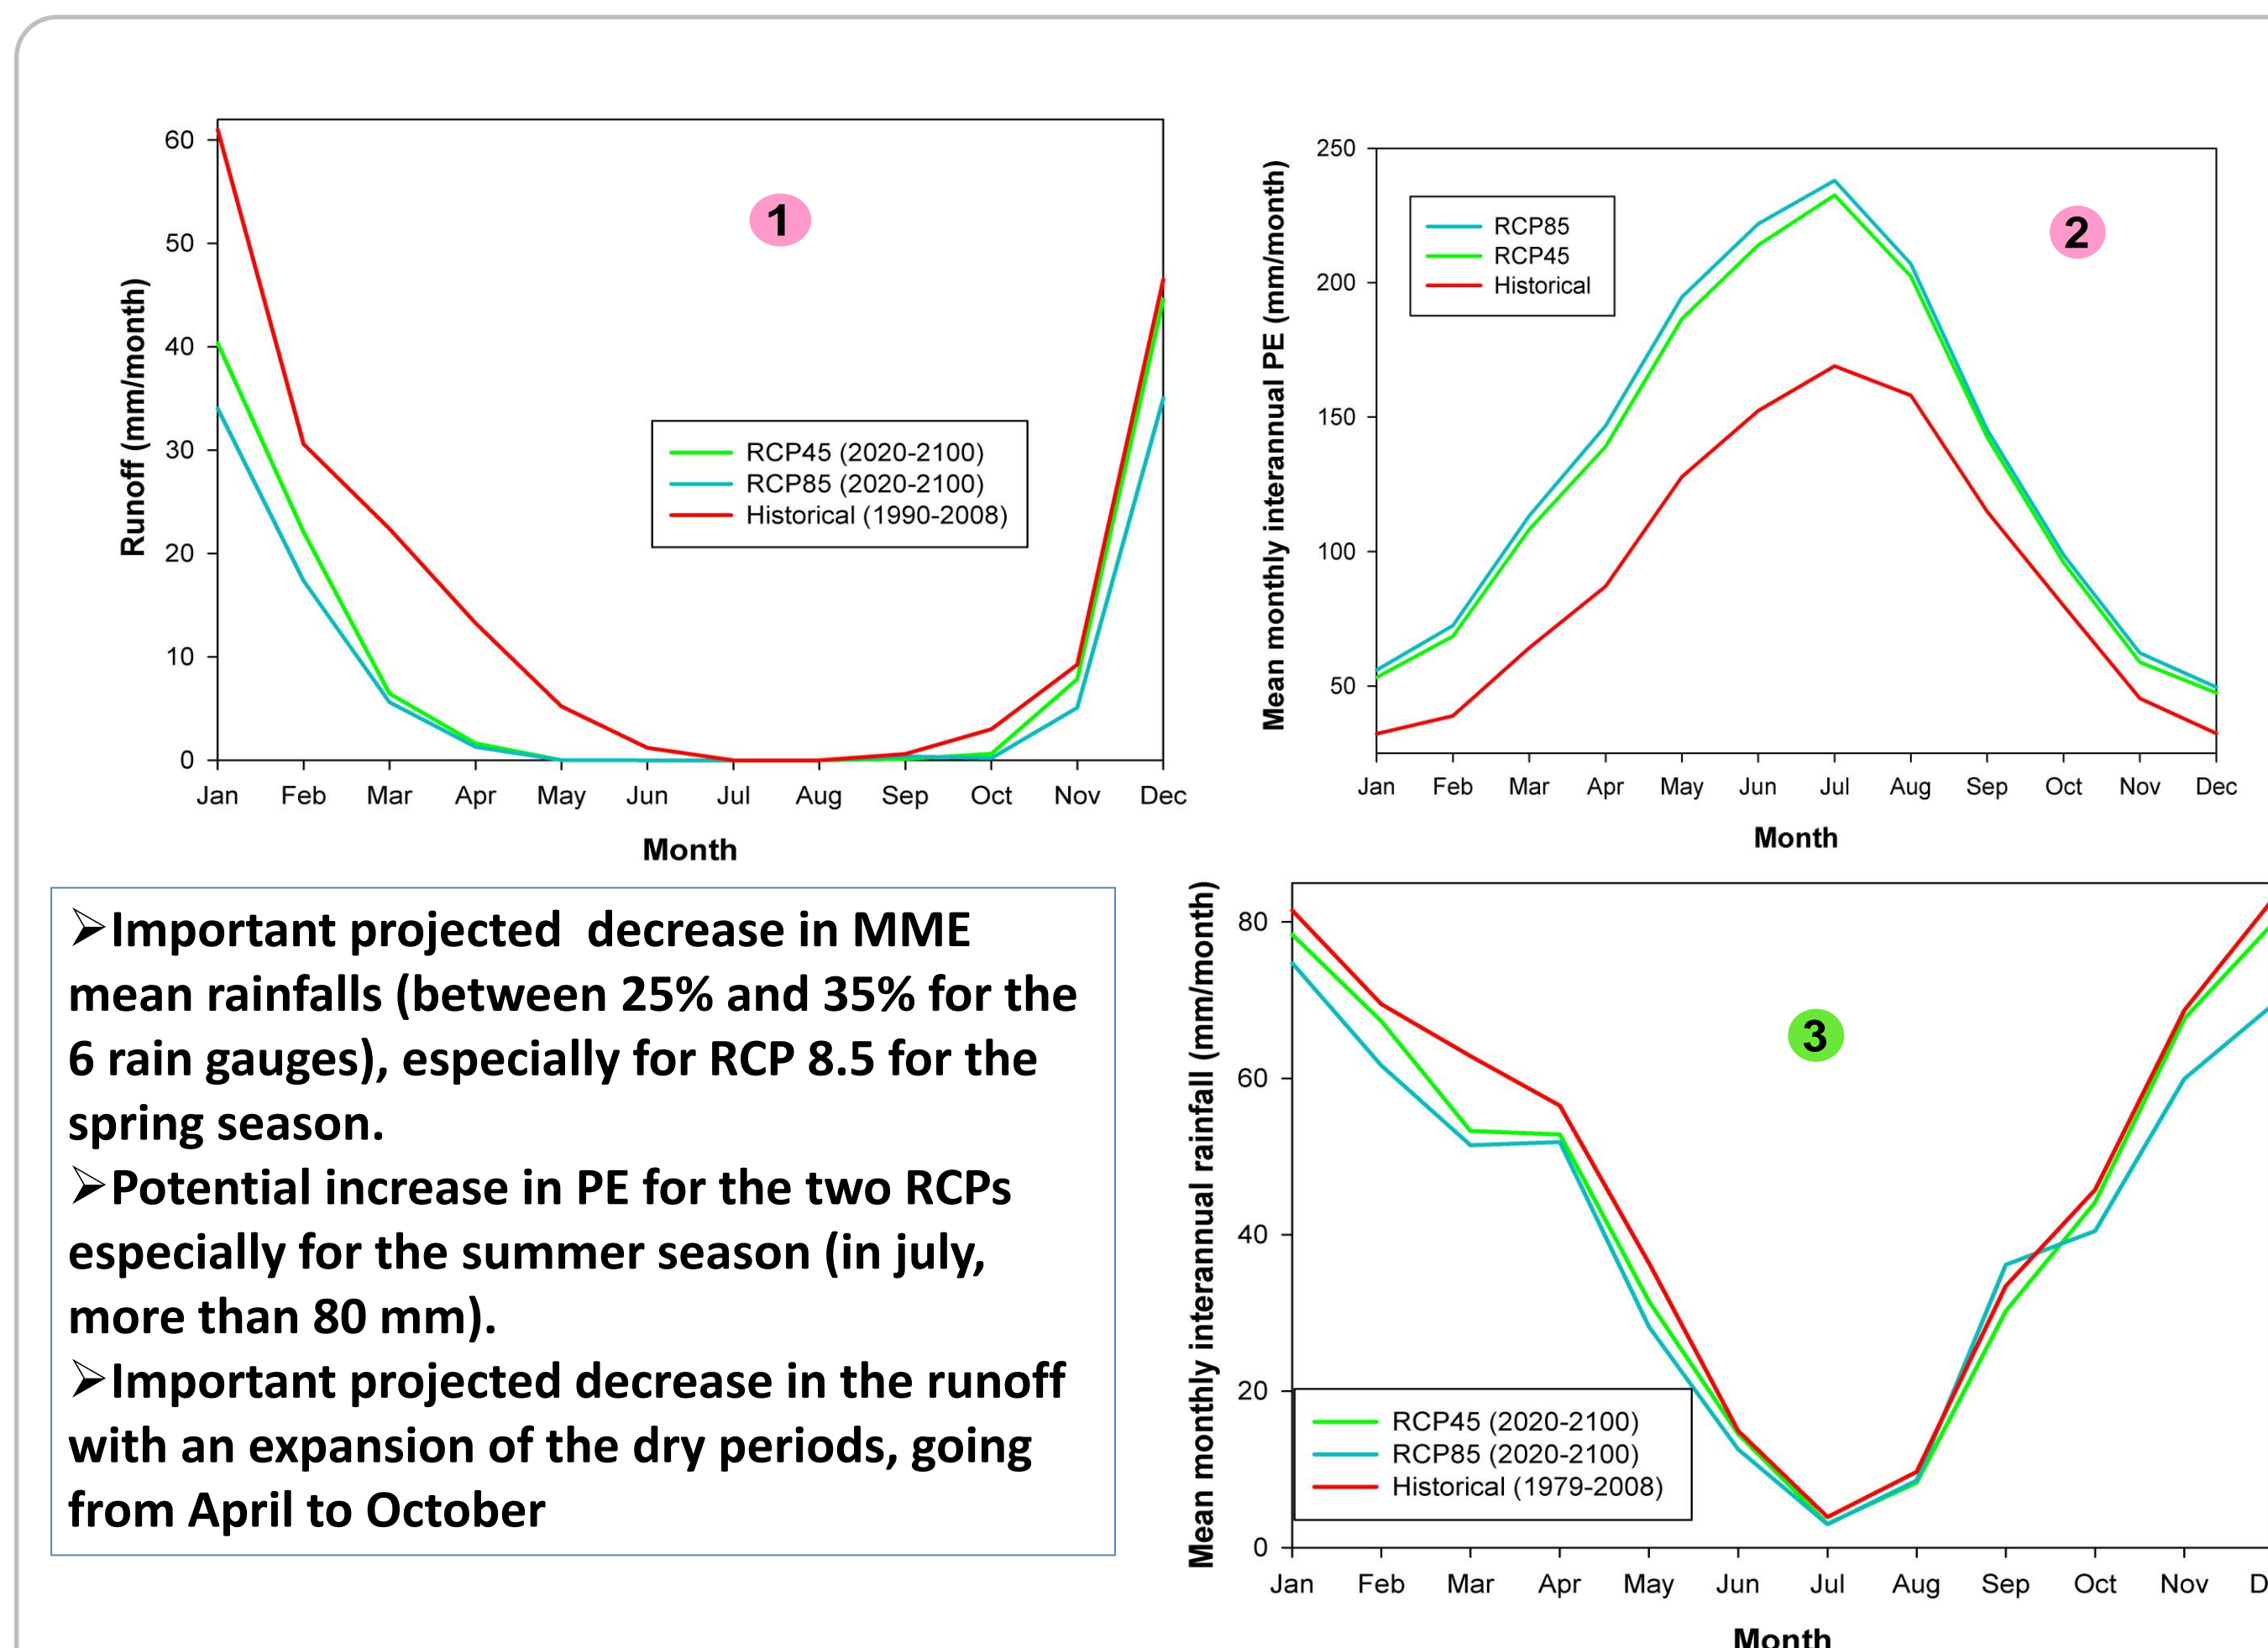 60
50
40
30
20
10
0
Runoff (mm/month)
1
RCP45 (2020-2100)
RCP85 (2020-2100)
Historical (1990-2008)
Jan Feb Mar Apr May Jun Jul Aug Sep Oct Nov Dec
Month
250
200
150
100
50
Mean monthly interannual PE (mm/month)
RCP85
RCP45
Historical
2
Jan Feb Mar Apr May Jun Jul Aug Sep Oct Nov Dec
Month
➢Important projected decrease in MME
mean rainfalls (between 25% and 35% for the
6 rain gauges), especially for RCP 8.5 for the
spring season.
➢Potential increase in PE for the two RCPs
especially for the summer season (in july,
more than 80 mm).
➢Important projected decrease in the runoff
with an expansion of the dry periods, going
from April to October
80
60
40
20
0
Mean monthly interannual rainfall (mm/month)
3
RCP45 (2020-2100)
RCP85 (2020-2100)
Historical (1979-2008)
Jan Feb Mar Apr May Jun Jul Aug Sep Oct Nov D
Month